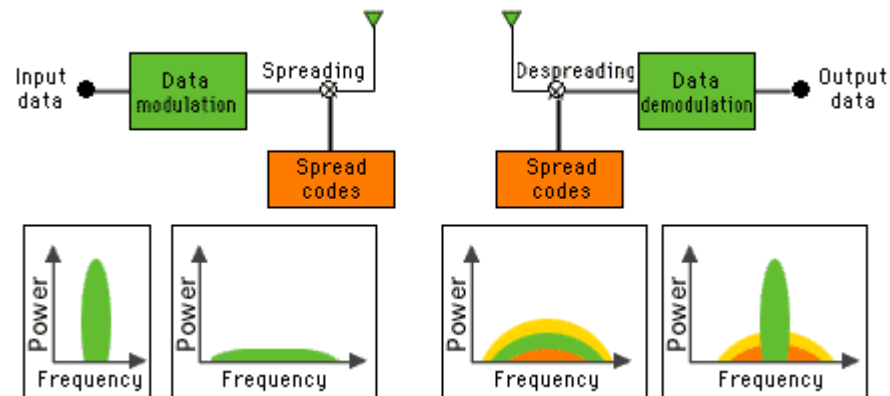 Input
data
Data
modulation
Spreading
Spread
codes
Despreading
Spread
codes
Data
demodulation
Output
data
Power
Frequency
Power
Frequency
Power
Frequency
Power
Frequency